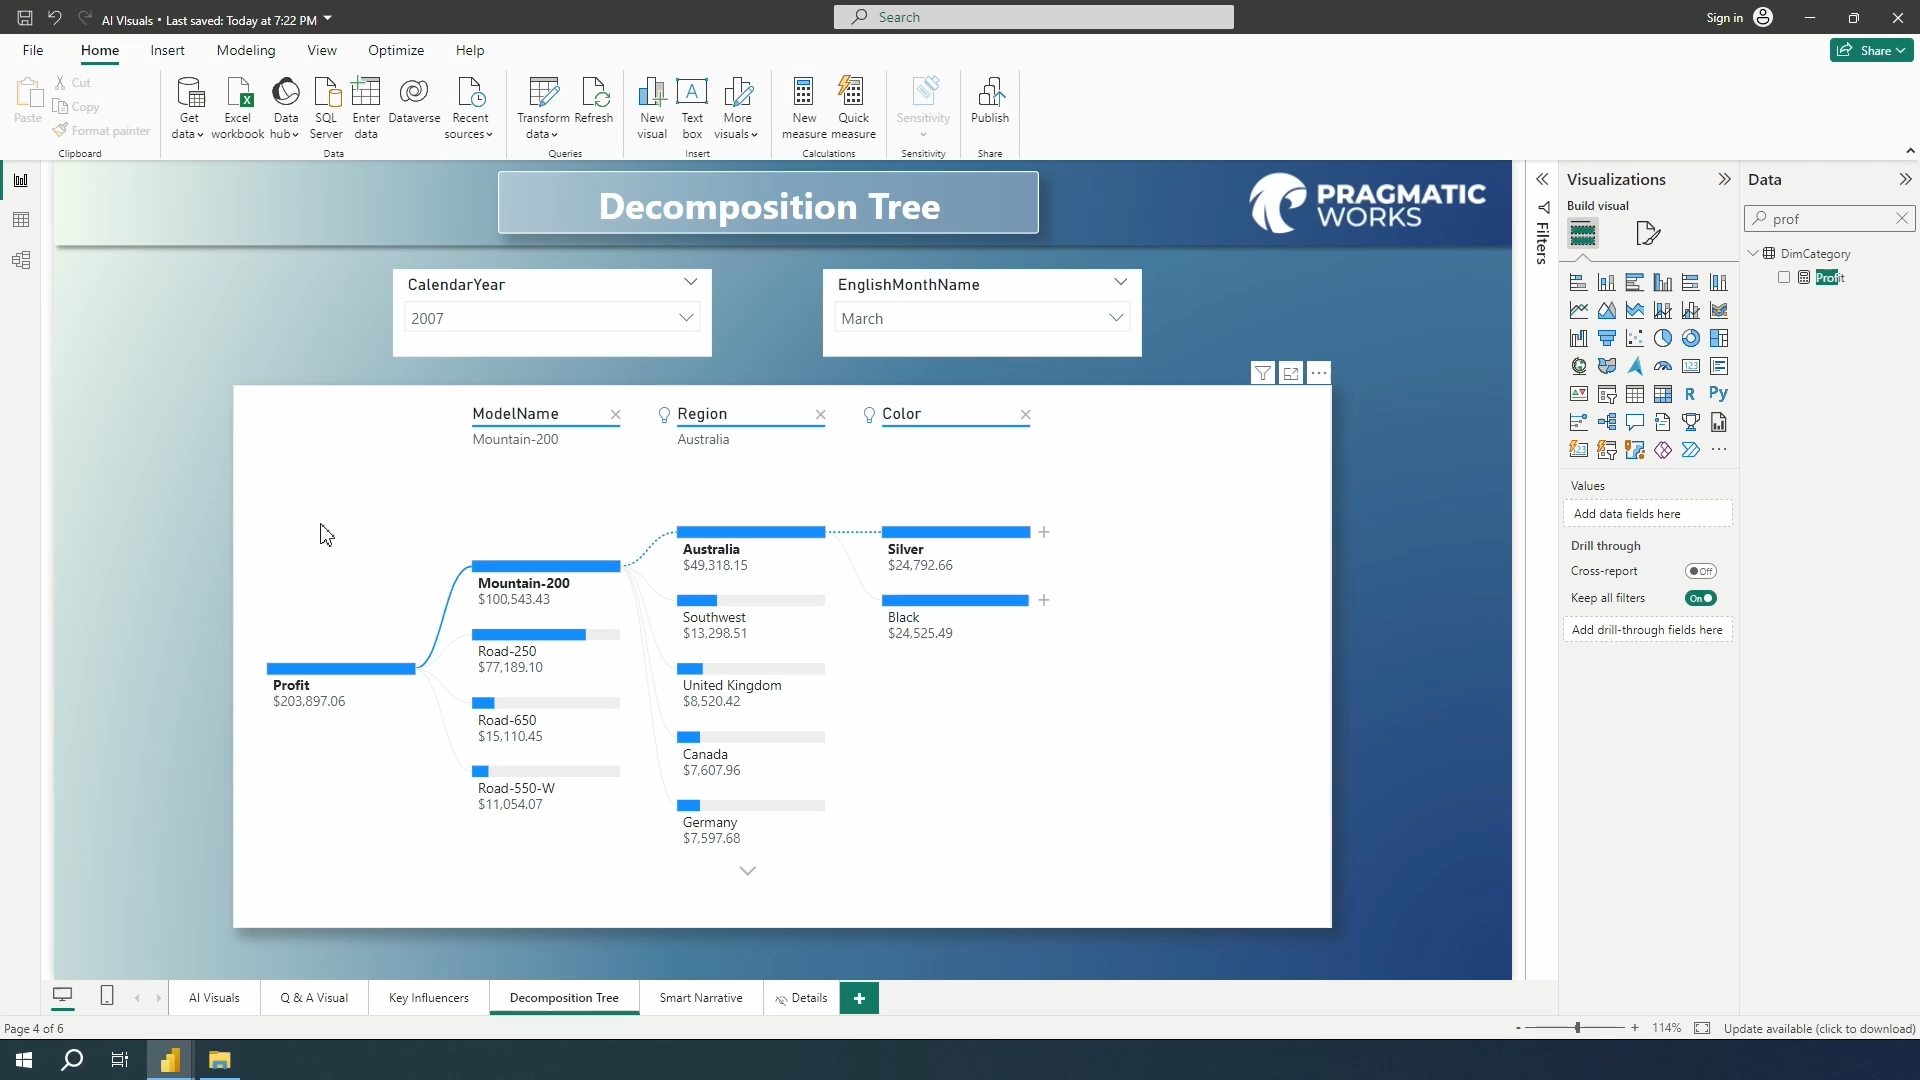 AI VIsuals • Last saved: Today at 7:22 PM
Search
Sign in
File
Home
Insert
Modeling
View
Optimize
Help
Share
Paste
Cut
Copy
Format painter
Clipboard
Get data
Excel workbook
Data hub
SQL Server
Enter data
Dataverse
Recent sources
Data
Transform data
Refresh
Queries
New visual
Text box
More visuals
Insert
New measure
Quick measure
Calculations
Sensitivity
Sensitivity
Publish
Share
Decomposition Tree
PRAGMATIC
WORKS
CalendarYear
2007
EnglishMonthName
March
ModelName
Mountain-200
Region
Australia
Color
Profit
$203,897.06
Mountain-200
$100,543.43
Road-250
$77,189.10
Road-650
$15,110.45
Road-550-W
$11,054.07
Australia
$49,318.15
Southwest
$13,298.51
United Kingdom
$8,520.42
Canada
$7,607.96
Germany
$7,597.68
Silver
$24,792.66
Black
$24,525.49
Filters
Visualizations
Build visual
123
R
Py
123
Values
Add data fields here
Drill through
Cross-report
Off
Keep all filters
On
Add drill-through fields here
Data
prof
DimCategory
Profit
AI Visuals
Q & A Visual
Key Influencers
Decomposition Tree
Smart Narrative
Details
Page 4 of 6
114%
Update available (click to download)